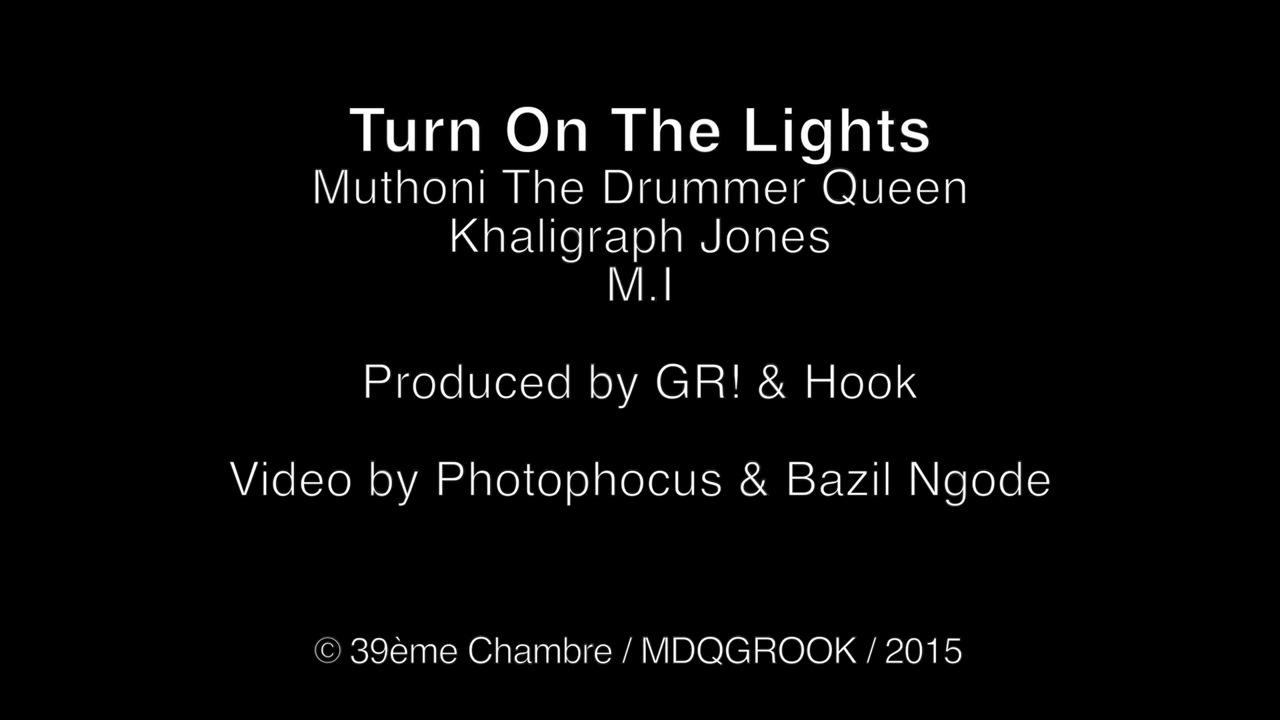 Turn On The Lights
Muthoni The Drummer Queen
Khaligraph Jones
M.I
Produced by GR! & Hook
Video by Photophocus & Bazil Ngode
© 39ème Chambre / MDQGROOK / 2015